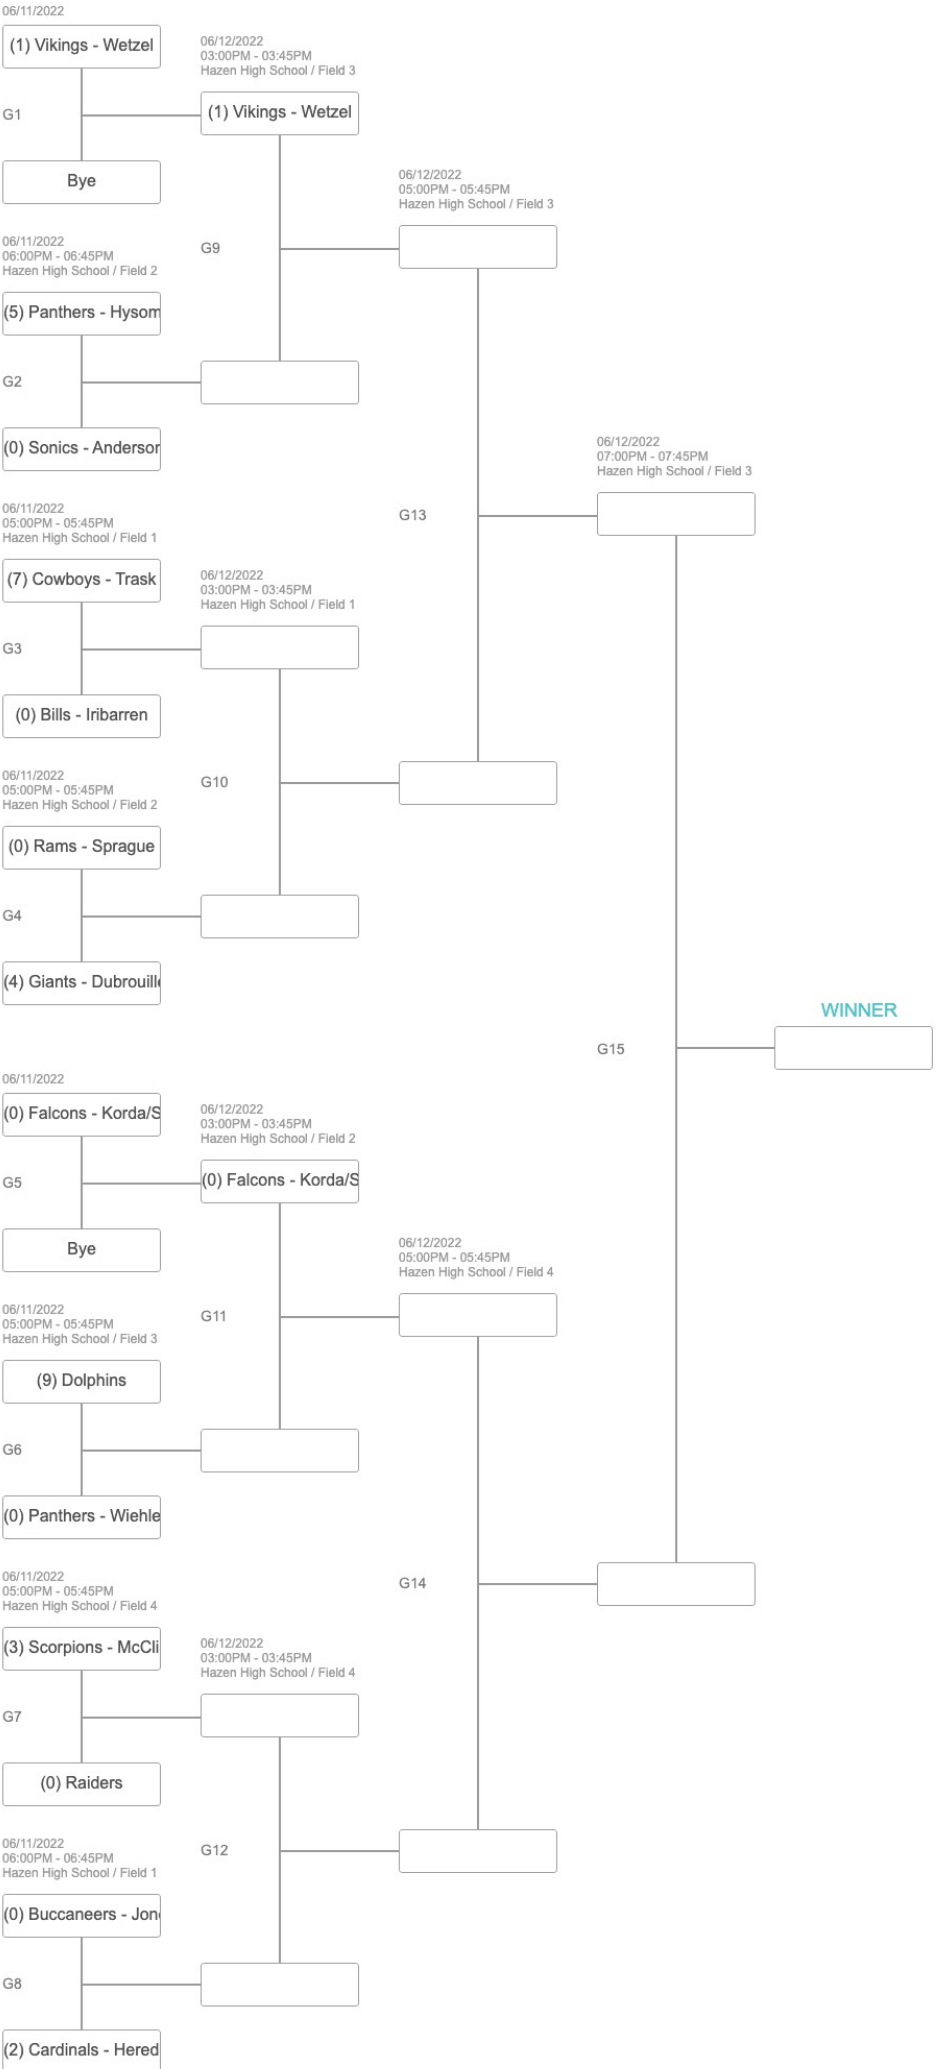 06/11/2022
(1) Vikings - Wetzel
G1
Bye
06/11/2022
06:00PM - 06:45PM
Hazen High School / Field 2
(5) Panthers - Hysom
G2
(0) Sonics - Anderson
06/11/2022
05:00PM - 05:45PM
Hazen High School / Field 1
(7) Cowboys - Trask
G3
(0) Bills - Iribarren
06/11/2022
05:00PM - 05:45PM
Hazen High School / Field 2
(0) Rams - Sprague
G4
(4) Giants - Dubrouille
06/11/2022
(0) Falcons - Korda/S
G5
Bye
06/11/2022
05:00PM - 05:45PM
Hazen High School / Field 3
(9) Dolphins
G6
(0) Panthers - Wiehle
06/11/2022
05:00PM - 05:45PM
Hazen High School / Field 4
(3) Scorpions - McCli
G7
(0) Raiders
06/11/2022
06:00PM - 06:45PM
Hazen High School / Field 1
(0) Buccaneers - Jon
G8
(2) Cardinals - Hered
06/12/2022
03:00PM - 03:45PM
Hazen High School / Field 3
(1) Vikings - Wetzel
G9
06/12/2022
03:00PM - 03:45PM
Hazen High School / Field 1
G10
06/12/2022
03:00PM - 03:45PM
Hazen High School / Field 2
(0) Falcons - Korda/S
G11
06/12/2022
03:00PM - 03:45PM
Hazen High School / Field 4
G12
06/12/2022
05:00PM - 05:45PM
Hazen High School / Field 3
G13
06/12/2022
05:00PM - 05:45PM
Hazen High School / Field 4
G14
06/12/2022
07:00PM - 07:45PM
Hazen High School / Field 3
G15
WINNER